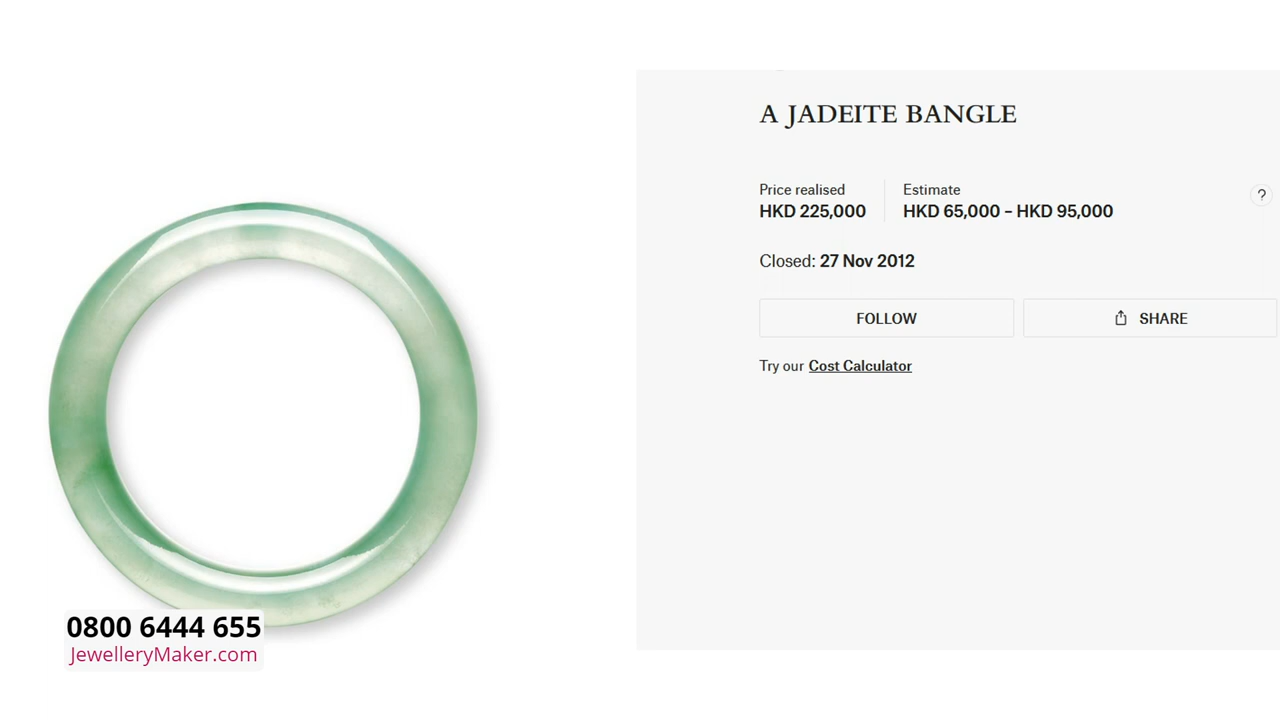 A JADEITE BANGLE
Price realised
HKD 225,000
Estimate
HKD 65,000 – HKD 95,000
?
Closed: 27 Nov 2012
FOLLOW
SHARE
Try our Cost Calculator
0800 6444 655
JewelleryMaker.com